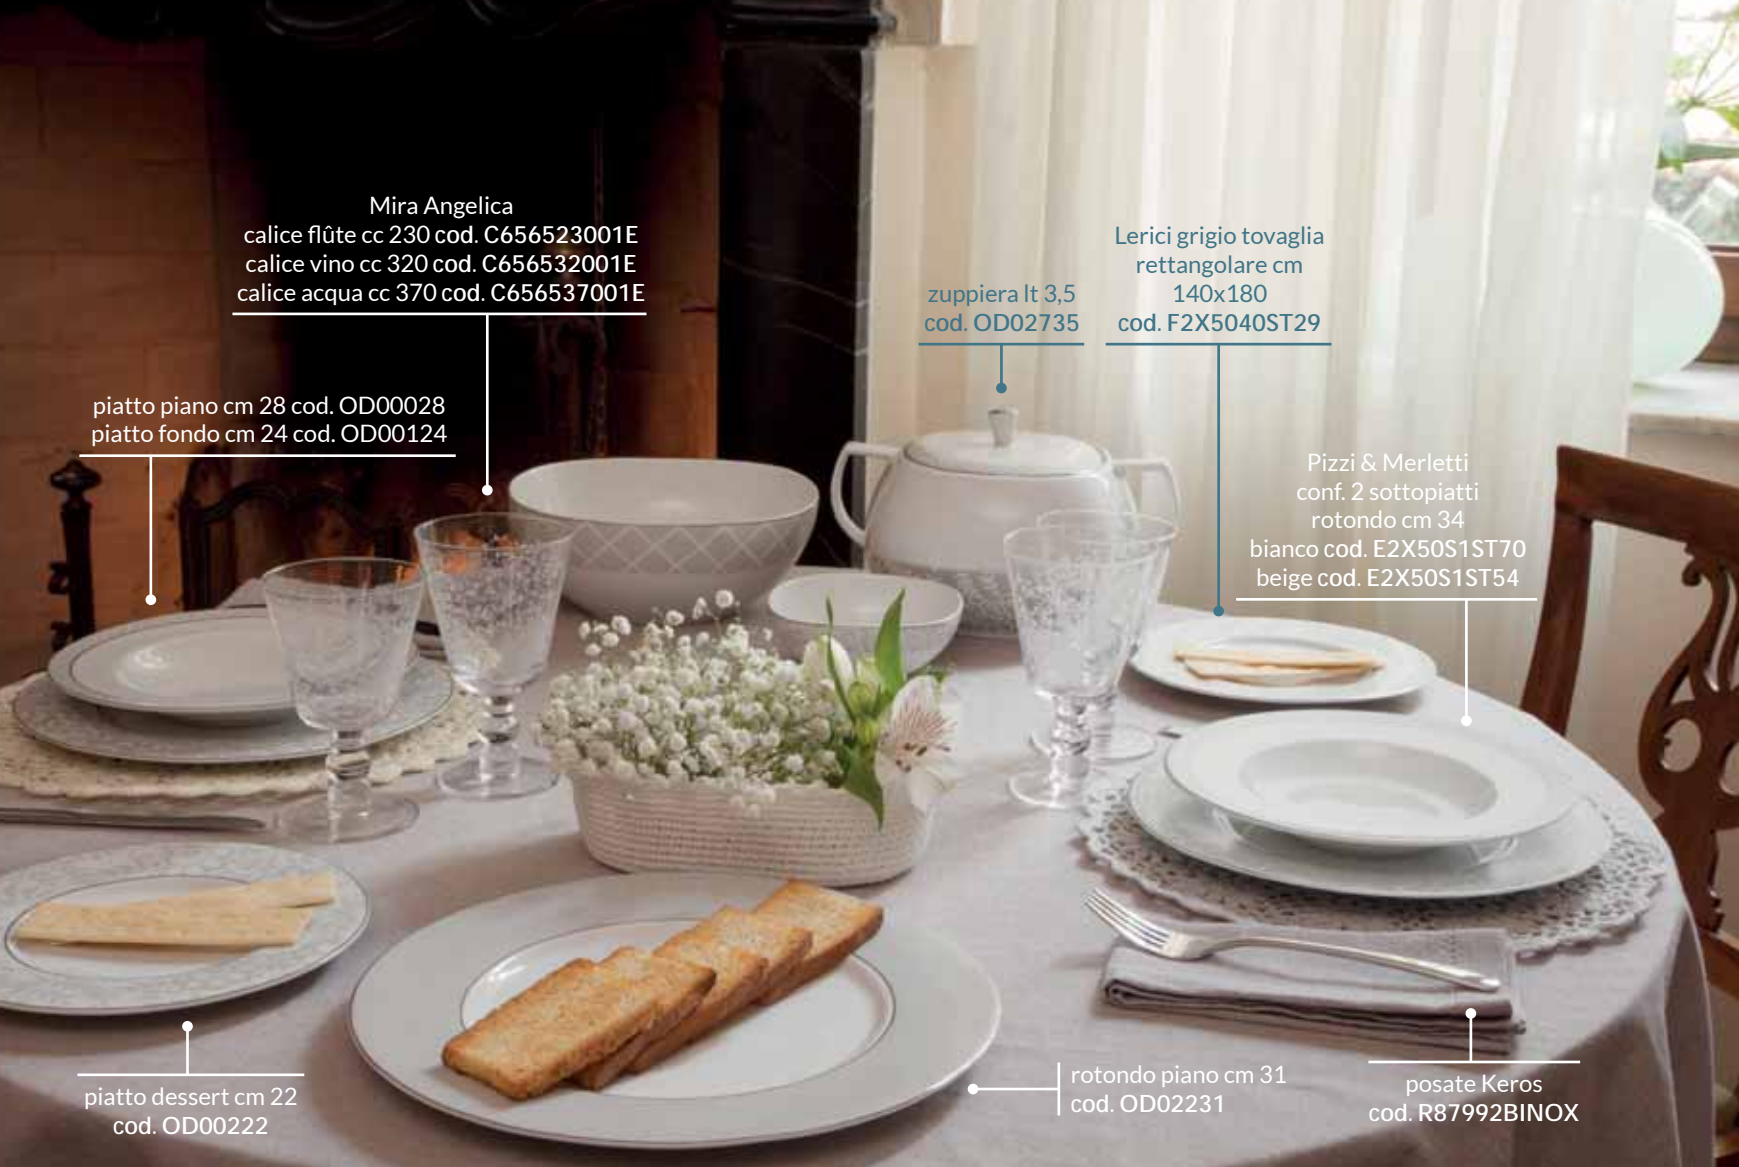 Mira Angelica
calice flûte cc 230 cod. C656523001E
calice vino cc 320 cod. C656532001E
calice acqua cc 370 cod. C656537001E
zuppiera lt 3,5
cod. OD02735
Lerici grigio tovaglia
rettangolare cm
140x180
cod. F2X5040ST29
piatto piano cm 28 cod. OD00028
piatto fondo cm 24 cod. OD00124
Pizzi & Merletti
conf. 2 sottopiatti
rotondo cm 34
bianco cod. E2X50S1ST70
beige cod. E2X50S1ST54
piatto dessert cm 22
cod. OD00222
rotondo piano cm 31
cod. OD02231
posate Keros
cod. R87992BINOX